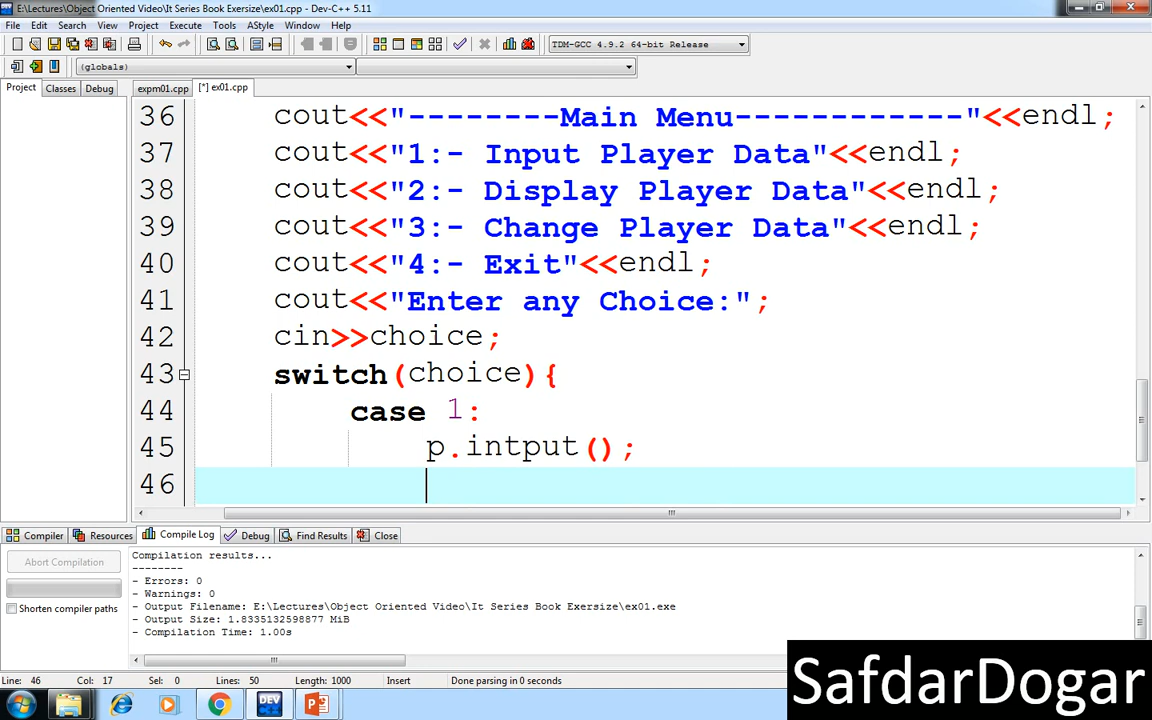 E:\Lectures\Object Oriented Video\It Series Book Exersize\ex01.cpp - Dev-C++ 5.11
File Edit Search View Project Execute Tools AStyle Window Help
TDM-GCC 4.9.2 64-bit Release
(globals)
Project Classes Debug expm01.cpp [*] ex01.cpp
36 cout<<"--------Main Menu------------"<<endl;
37 cout<<"1:- Input Player Data"<<endl;
38 cout<<"2:- Display Player Data"<<endl;
39 cout<<"3:- Change Player Data"<<endl;
40 cout<<"4:- Exit"<<endl;
41 cout<<"Enter any Choice:";
42 cin>>choice;
43 switch(choice){
44 case 1:
45 p.intput();
46
Compiler Resources Compile Log Debug Find Results Close
Abort Compilation
Shorten compiler paths
Compilation results...
--------
- Errors: 0
- Warnings: 0
- Output Filename: E:\Lectures\Object Oriented Video\It Series Book Exersize\ex01.exe
- Output Size: 1.8335132598877 MiB
- Compilation Time: 1.00s
Line: 46 Col: 17 Sel: 0 Lines: 50 Length: 1000 Insert Done parsing in 0 seconds
DEV
SafdarDogar